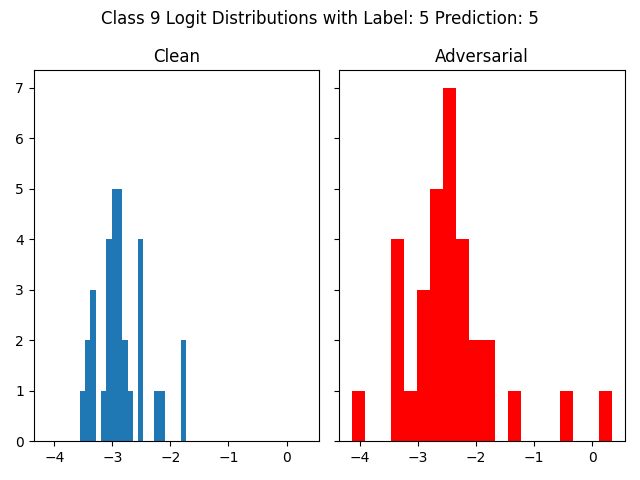 Class 9 Logit Distributions with Label: 5 Prediction: 5
Clean
Adversarial
7
6
5
4
3
2
1
0
−4 −3 −2 −1 0
−4 −3 −2 −1 0